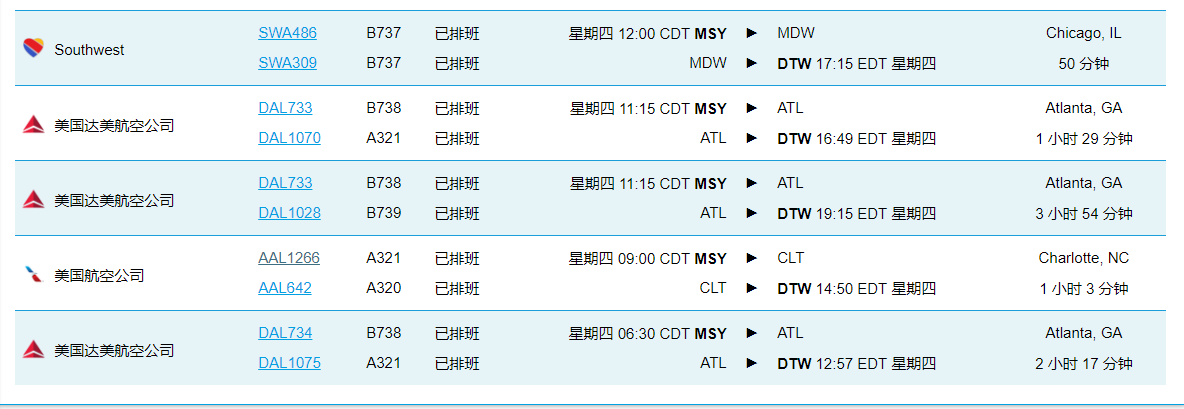 SWA486 B737 已排班 星期四 12:00 CDT MSY ► MDW Chicago, IL
Southwest
SWA309 B737 已排班 MDW ► DTW 17:15 EDT 星期四 50 分钟
DAL733 B738 已排班 星期四 11:15 CDT MSY ► ATL Atlanta, GA
美国达美航空公司
DAL1070 A321 已排班 ATL ► DTW 16:49 EDT 星期四 1 小时 29 分钟
DAL733 B738 已排班 星期四 11:15 CDT MSY ► ATL Atlanta, GA
美国达美航空公司
DAL1028 B739 已排班 ATL ► DTW 19:15 EDT 星期四 3 小时 54 分钟
AAL1266 A321 已排班 星期四 09:00 CDT MSY ► CLT Charlotte, NC
美国航空公司
AAL642 A320 已排班 CLT ► DTW 14:50 EDT 星期四 1 小时 3 分钟
DAL734 B738 已排班 星期四 06:30 CDT MSY ► ATL Atlanta, GA
美国达美航空公司
DAL1075 A321 已排班 ATL ► DTW 12:57 EDT 星期四 2 小时 17 分钟